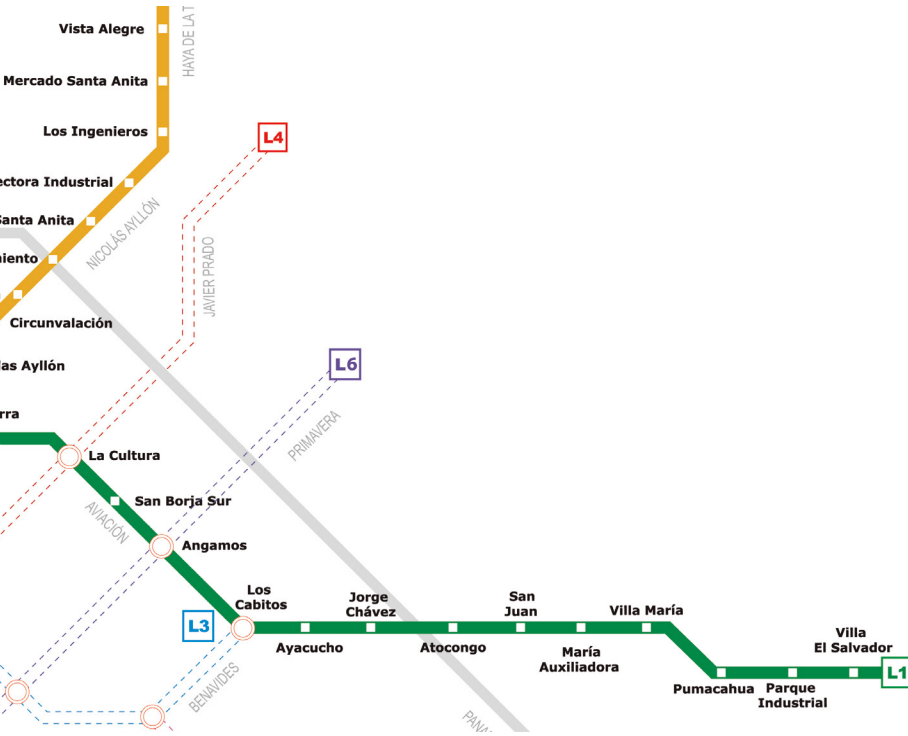 Vista Alegre
HAYA DE LA T
Mercado Santa Anita
Los Ingenieros
L4
ectora Industrial
Santa Anita
NICOLÁS AYLLÓN
JAVIER PRADO
iento
Circunvalación
las Ayllón
L6
rra
PRIMAVERA
La Cultura
San Borja Sur
AVIACIÓN
Angamos
Los
Cabitos
L3
Jorge
Chávez
San
Juan
Villa María
Villa
El Salvador
Ayacucho
Atocongo
María
Auxiliadora
L1
Pumacahua
Parque
Industrial
BENAVIDES
PANA